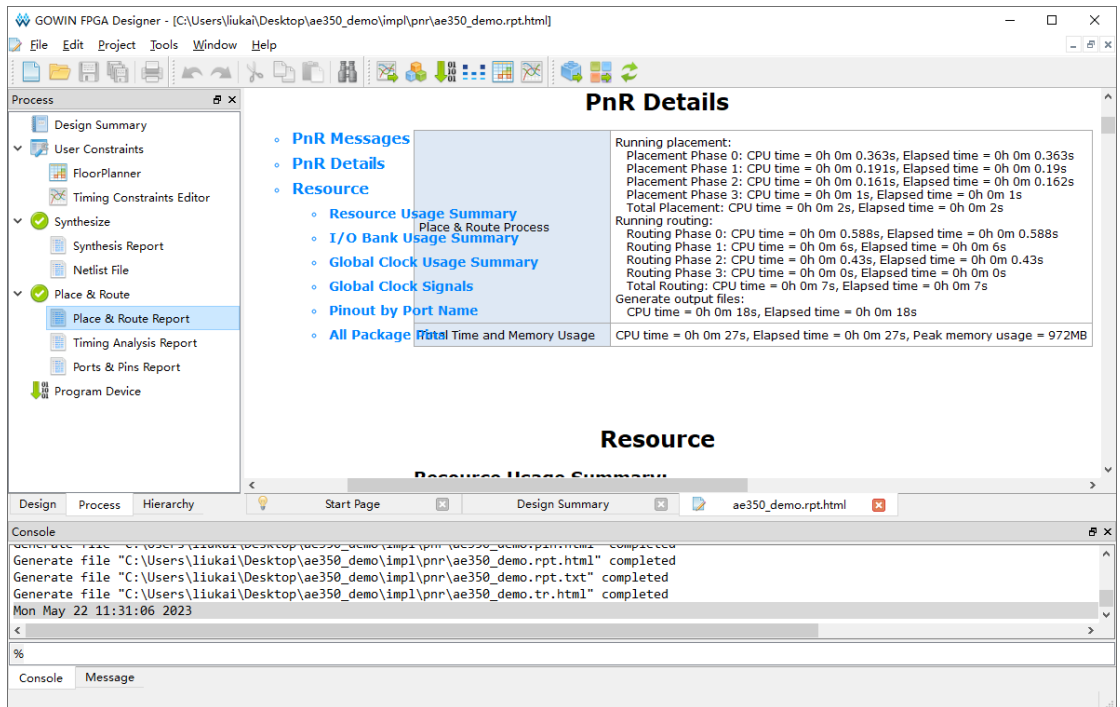 GOWIN FPGA Designer - [C:\Users\liukai\Desktop\ae350_demo\impl\pnr\ae350_demo.rpt.html]
File Edit Project Tools Window Help
Process
Design Summary
User Constraints
FloorPlanner
Timing Constraints Editor
Synthesize
Synthesis Report
Netlist File
Place & Route
Place & Route Report
Timing Analysis Report
Ports & Pins Report
Program Device
Design Process Hierarchy
PnR Details
PnR Messages
PnR Details
Resource
Resource Usage Summary
I/O Bank Usage Summary
Global Clock Usage Summary
Global Clock Signals
Pinout by Port Name
All Package Pins
Place & Route Process
Running placement:
Placement Phase 0: CPU time = 0h 0m 0.363s, Elapsed time = 0h 0m 0.363s
Placement Phase 1: CPU time = 0h 0m 0.191s, Elapsed time = 0h 0m 0.19s
Placement Phase 2: CPU time = 0h 0m 0.161s, Elapsed time = 0h 0m 0.162s
Placement Phase 3: CPU time = 0h 0m 1s, Elapsed time = 0h 0m 1s
Total Placement: CPU time = 0h 0m 2s, Elapsed time = 0h 0m 2s
Running routing:
Routing Phase 0: CPU time = 0h 0m 0.588s, Elapsed time = 0h 0m 0.588s
Routing Phase 1: CPU time = 0h 0m 6s, Elapsed time = 0h 0m 6s
Routing Phase 2: CPU time = 0h 0m 0.43s, Elapsed time = 0h 0m 0.43s
Routing Phase 3: CPU time = 0h 0m 0s, Elapsed time = 0h 0m 0s
Total Routing: CPU time = 0h 0m 7s, Elapsed time = 0h 0m 7s
Generate output files:
CPU time = 0h 0m 18s, Elapsed time = 0h 0m 18s
Total Time and Memory Usage
CPU time = 0h 0m 27s, Elapsed time = 0h 0m 27s, Peak memory usage = 972MB
Resource
Resource Usage Summary:
Start Page Design Summary ae350_demo.rpt.html
Console
Generate file "C:\Users\liukai\Desktop\ae350_demo\impl\pnr\ae350_demo.pin.html" completed
Generate file "C:\Users\liukai\Desktop\ae350_demo\impl\pnr\ae350_demo.rpt.html" completed
Generate file "C:\Users\liukai\Desktop\ae350_demo\impl\pnr\ae350_demo.rpt.txt" completed
Generate file "C:\Users\liukai\Desktop\ae350_demo\impl\pnr\ae350_demo.tr.html" completed
Mon May 22 11:31:06 2023
%
Console Message